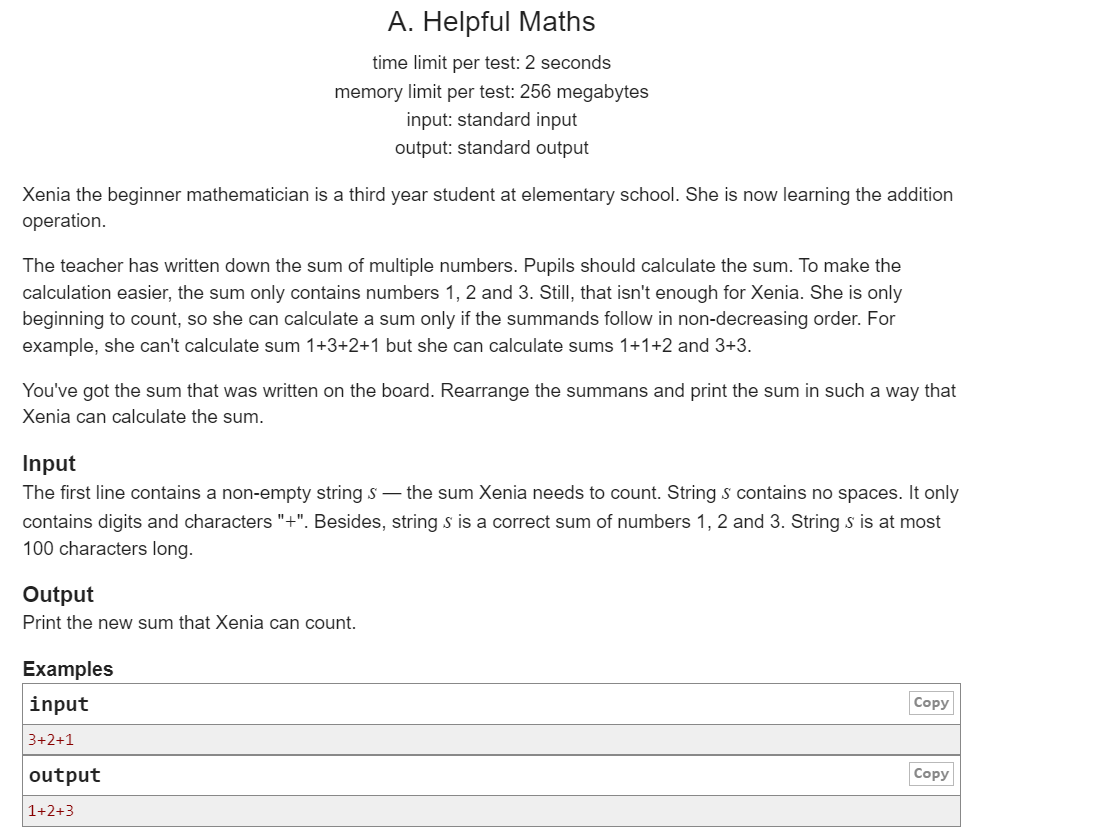 A. Helpful Maths
time limit per test: 2 seconds
memory limit per test: 256 megabytes
input: standard input
output: standard output
Xenia the beginner mathematician is a third year student at elementary school. She is now learning the addition
operation.
The teacher has written down the sum of multiple numbers. Pupils should calculate the sum. To make the
calculation easier, the sum only contains numbers 1, 2 and 3. Still, that isn't enough for Xenia. She is only
beginning to count, so she can calculate a sum only if the summands follow in non-decreasing order. For
example, she can't calculate sum 1+3+2+1 but she can calculate sums 1+1+2 and 3+3.
You've got the sum that was written on the board. Rearrange the summans and print the sum in such a way that
Xenia can calculate the sum.
Input
The first line contains a non-empty string s — the sum Xenia needs to count. String s contains no spaces. It only
contains digits and characters "+". Besides, string s is a correct sum of numbers 1, 2 and 3. String s is at most
100 characters long.
Output
Print the new sum that Xenia can count.
Examples
input Copy
3+2+1
output Copy
1+2+3